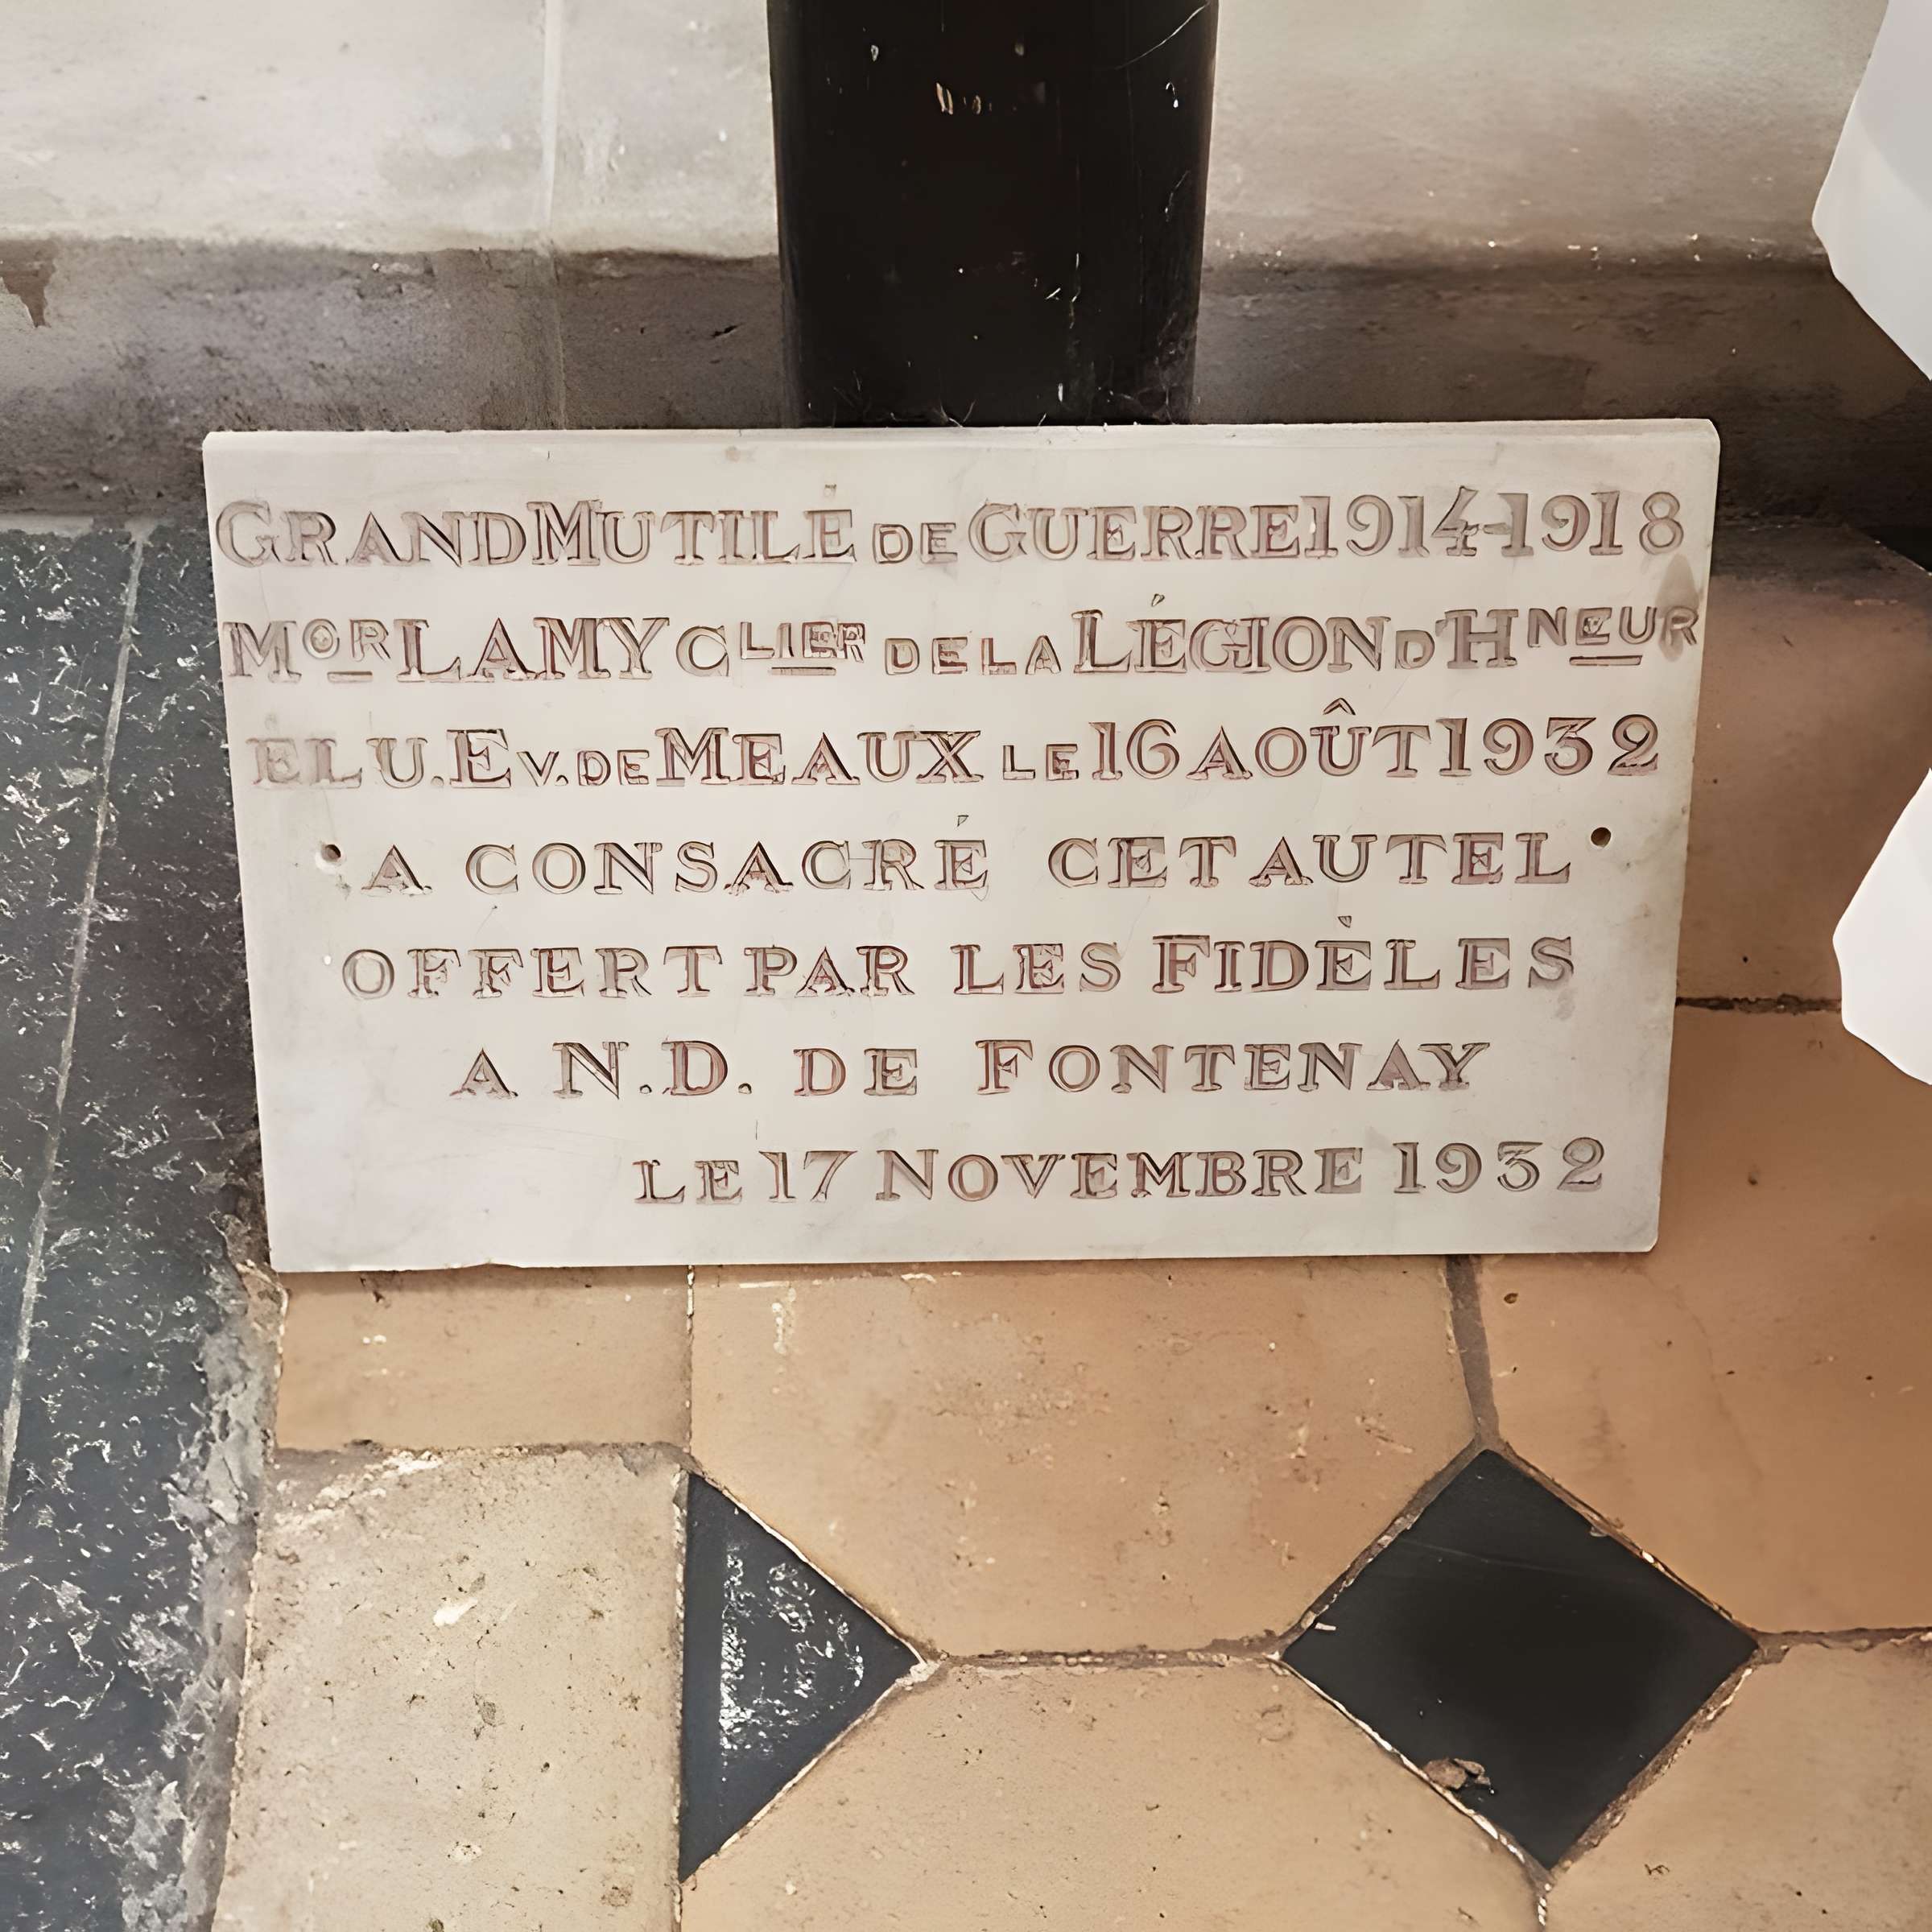 GRAND MUTILÉ DE GUERRE 1914-1918
MGR LAMY CLIER DE LA LÉGION D'HNEUR
ÉLU. EV. DE MEAUX LE 16 AOÛT 1932
A CONSACRÉ CET AUTEL
OFFERT PAR LES FIDÈLES
A N.D. DE FONTENAY
LE 17 NOVEMBRE 1932